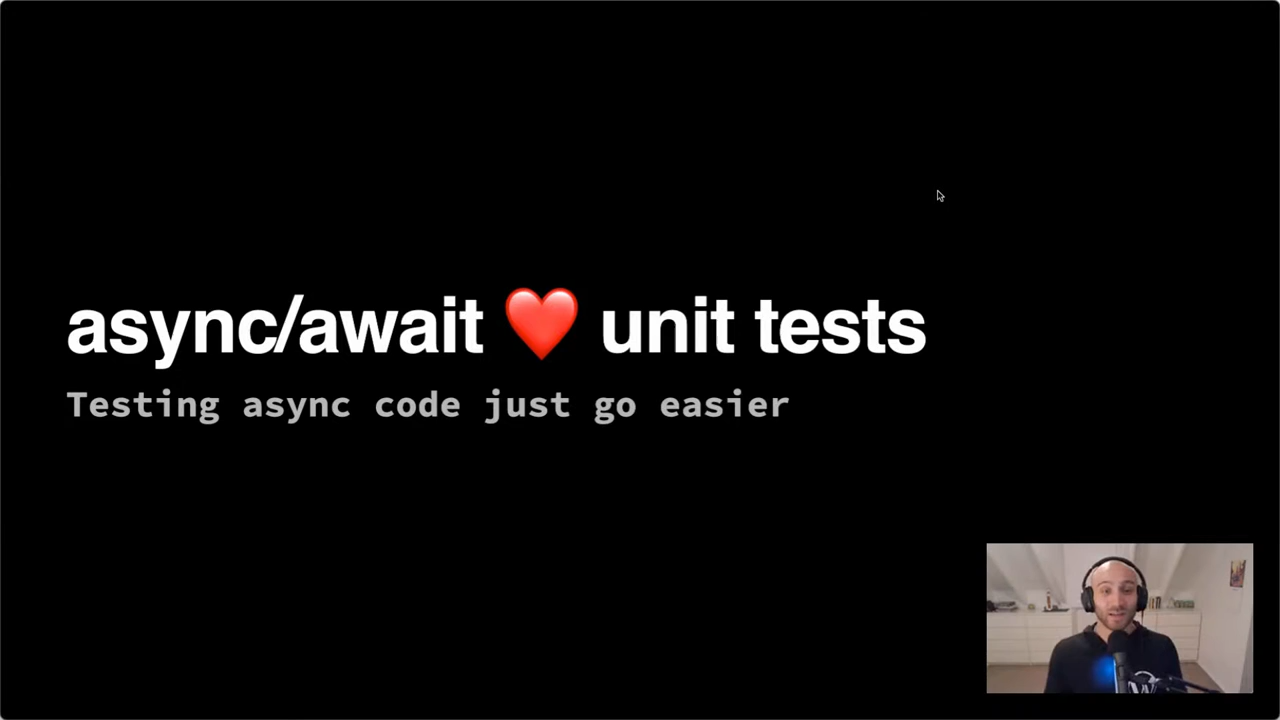 async/await ❤️ unit tests
Testing async code just go easier